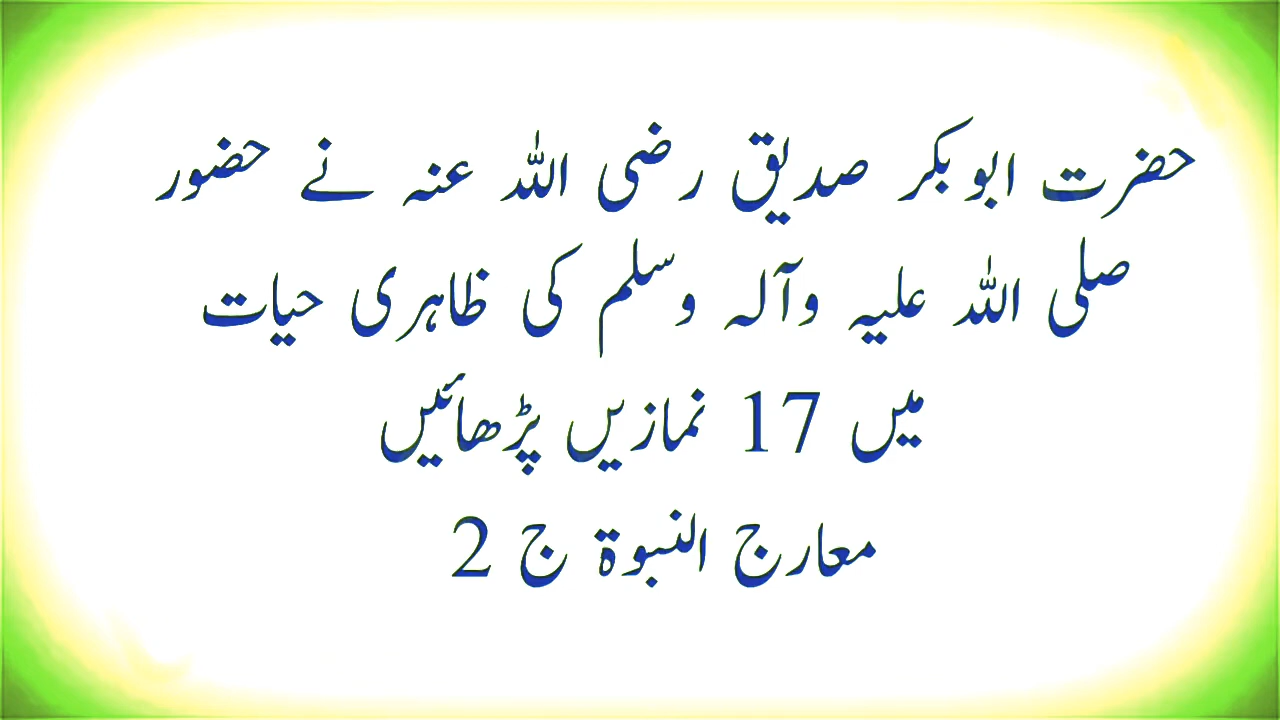 حضرت ابوبکر صدیق رضی اللہ عنہ نے حضور
صلی اللہ علیہ وآلہ وسلم کی ظاہری حیات
میں 17 نمازیں پڑھائیں
معارج النبوۃ ج 2